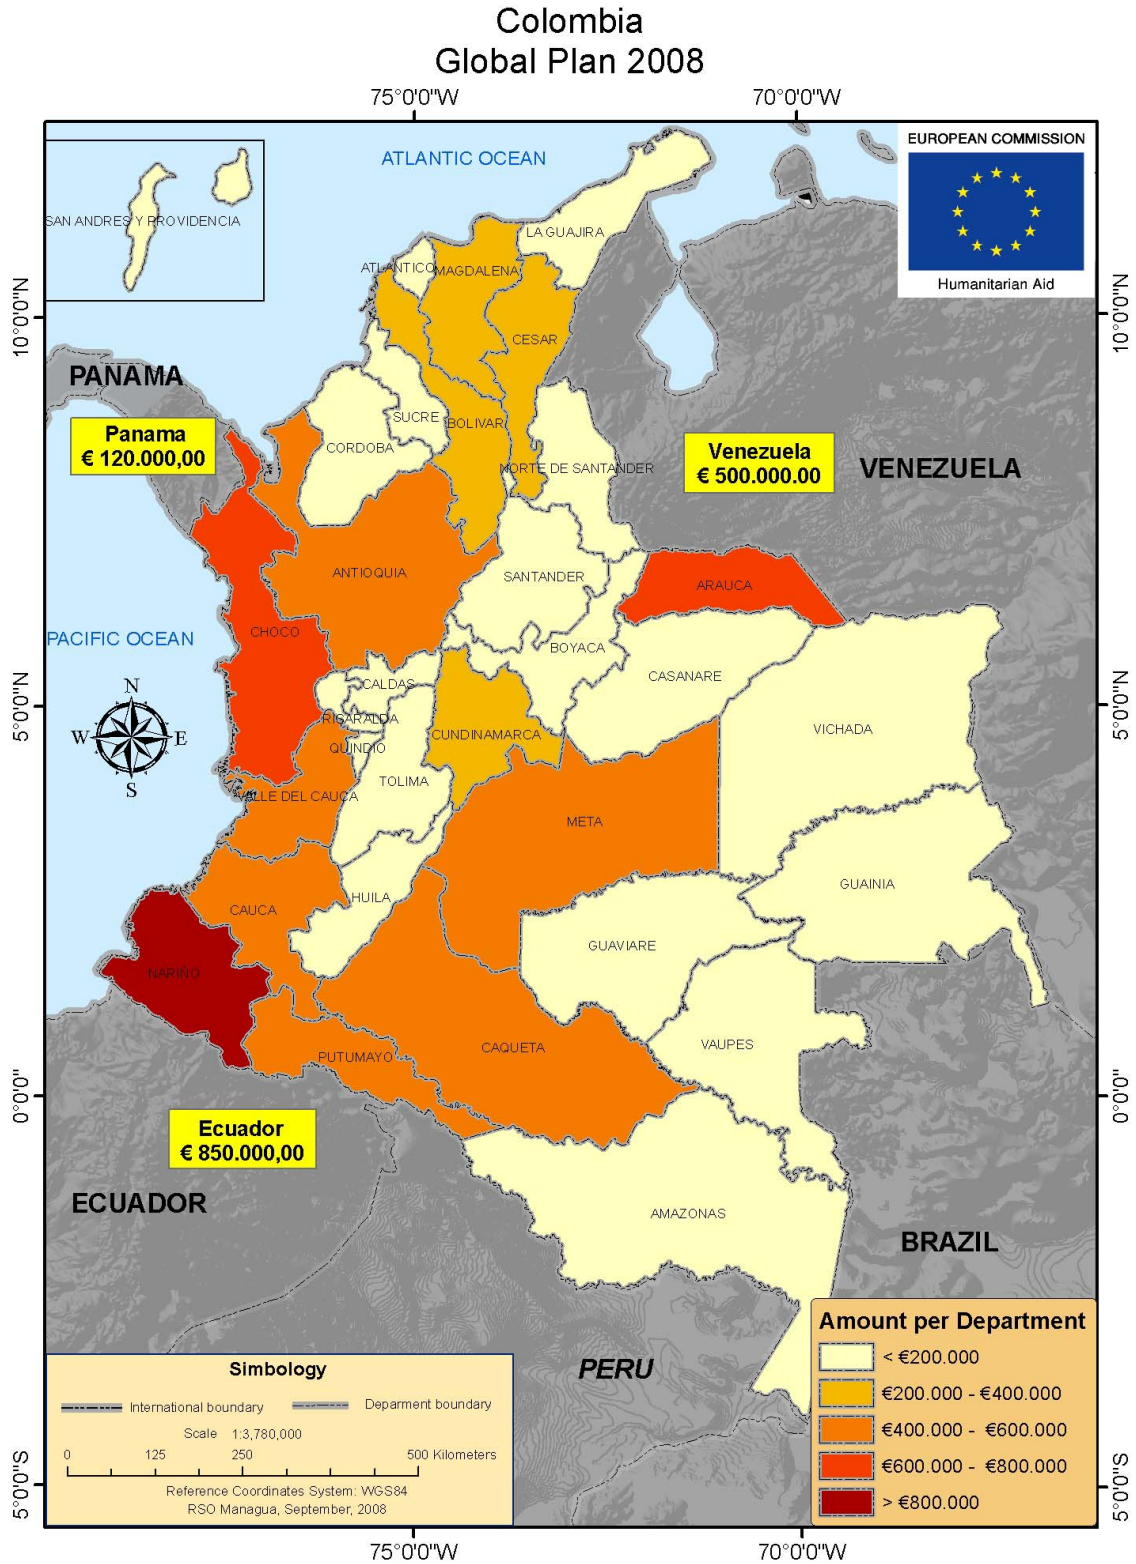 Colombia
Global Plan 2008
75°0'0"W
70°0'0"W
ATLANTIC OCEAN
EUROPEAN COMMISSION
Humanitarian Aid
SAN ANDRES Y PROVIDENCIA
LA GUAJIRA
ATLANTICO
MAGDALENA
10°0'0"N
10°0'0"N
CESAR
PANAMA
Panama
€ 120.000,00
SUCRE
BOLIVAR
CORDOBA
NORTE DE SANTANDER
Venezuela
€ 500.000.00
VENEZUELA
ANTIOQUIA
SANTANDER
ARAUCA
PACIFIC OCEAN
CHOCO
BOYACA
CASANARE
CALDAS
N
W
E
S
5°0'0"N
5°0'0"N
RISARALDA
QUINDIO
CUNDINAMARCA
VICHADA
TOLIMA
VALLE DEL CAUCA
META
HUILA
GUAINIA
CAUCA
GUAVIARE
NARIÑO
PUTUMAYO
CAQUETA
VAUPES
0°0'0"
0°0'0"
Ecuador
€ 850.000,00
ECUADOR
AMAZONAS
BRAZIL
PERU
Amount per Department
< €200.000
€200.000 - €400.000
€400.000 - €600.000
€600.000 - €800.000
> €800.000
Simbology
International boundary
Deparment boundary
Scale 1:3,780,000
0 125 250 500 Kilometers
Reference Coordinates System: WGS84
RSO Managua, September, 2008
5°0'0"S
5°0'0"S
75°0'0"W
70°0'0"W